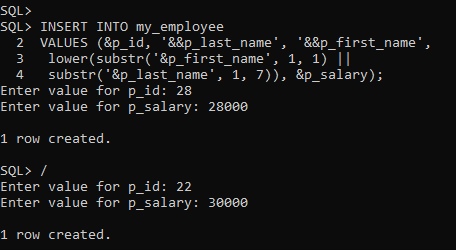 SQL>
SQL> INSERT INTO my_employee
  2  VALUES (&p_id, '&&p_last_name', '&&p_first_name',
  3   lower(substr('&p_first_name', 1, 1) ||
  4   substr('&p_last_name', 1, 7)), &p_salary);
Enter value for p_id: 28
Enter value for p_salary: 28000

1 row created.

SQL> /
Enter value for p_id: 22
Enter value for p_salary: 30000

1 row created.